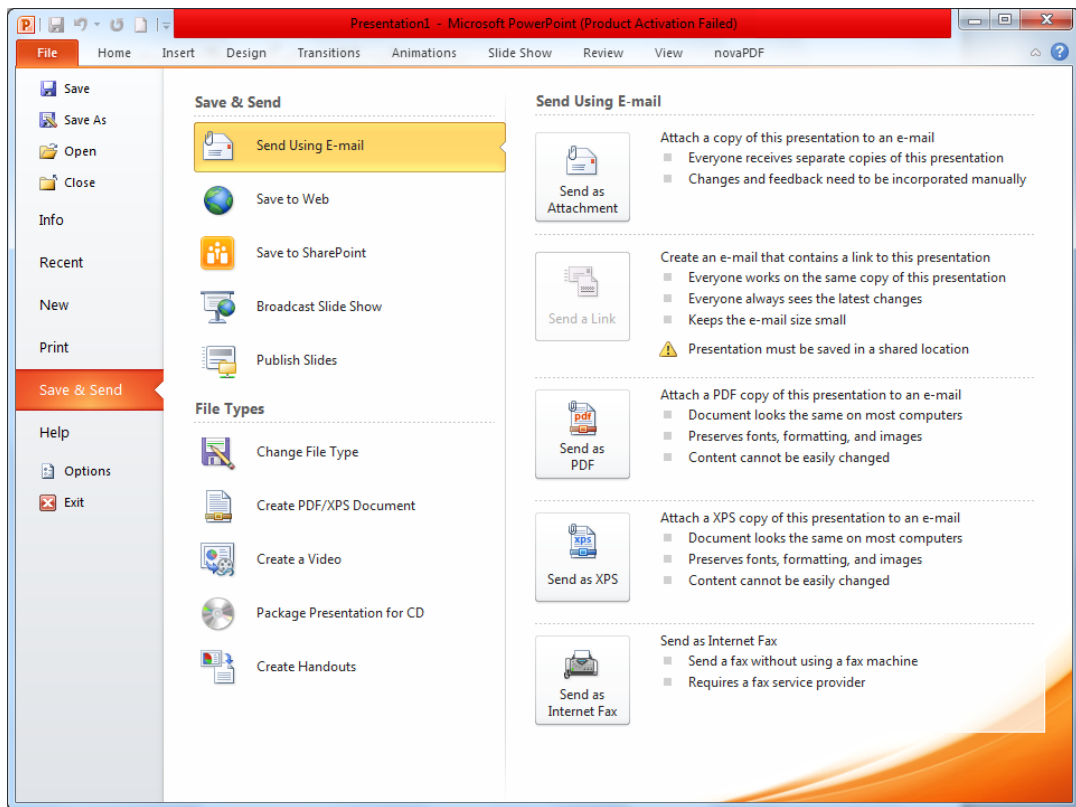 Presentation1 - Microsoft PowerPoint (Product Activation Failed)
File Home Insert Design Transitions Animations Slide Show Review View novaPDF
Save
Save As
Open
Close
Info
Recent
New
Print
Save & Send
Help
Options
Exit
Save & Send
Send Using E-mail
Save to Web
Save to SharePoint
Broadcast Slide Show
Publish Slides
File Types
Change File Type
Create PDF/XPS Document
Create a Video
Package Presentation for CD
Create Handouts
Send Using E-mail
Send as
Attachment
Attach a copy of this presentation to an e-mail
Everyone receives separate copies of this presentation
Changes and feedback need to be incorporated manually
Send a Link
Create an e-mail that contains a link to this presentation
Everyone works on the same copy of this presentation
Everyone always sees the latest changes
Keeps the e-mail size small
Presentation must be saved in a shared location
pdf
Send as
PDF
Attach a PDF copy of this presentation to an e-mail
Document looks the same on most computers
Preserves fonts, formatting, and images
Content cannot be easily changed
xps
Send as XPS
Attach a XPS copy of this presentation to an e-mail
Document looks the same on most computers
Preserves fonts, formatting, and images
Content cannot be easily changed
Send as
Internet Fax
Send as Internet Fax
Send a fax without using a fax machine
Requires a fax service provider